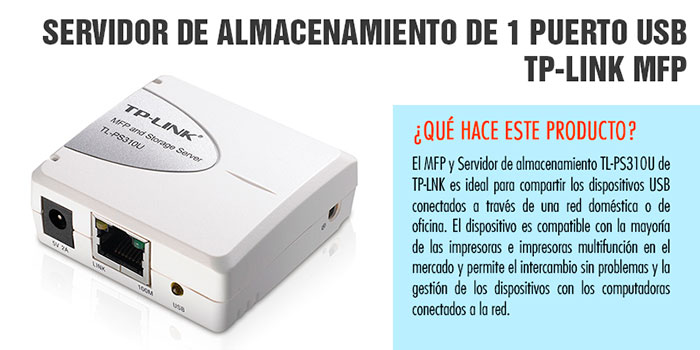 SERVIDOR DE ALMACENAMIENTO DE 1 PUERTO USB
TP-LINK MFP
TP-LINK®
MFP and Storage Server
TL-PS310U
5V 2A
LINK
100M
USB
¿QUÉ HACE ESTE PRODUCTO?
El MFP y Servidor de almacenamiento TL-PS310U de
TP-LNK es ideal para compartir los dispositivos USB
conectados a través de una red doméstica o de
oficina. El dispositivo es compatible con la mayoría
de las impresoras e impresoras multifunción en el
mercado y permite el intercambio sin problemas y la
gestión de los dispositivos con los computadoras
conectados a la red.